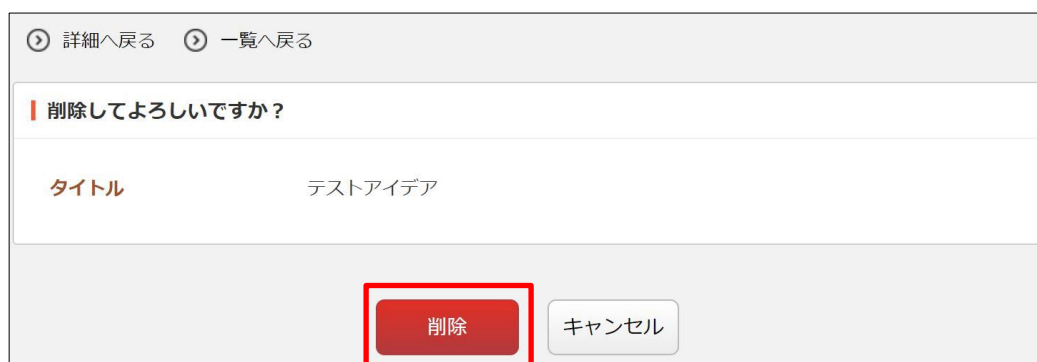 詳細へ戻る 一覧へ戻る
削除してよろしいですか？
タイトル テストアイデア
削除 キャンセル